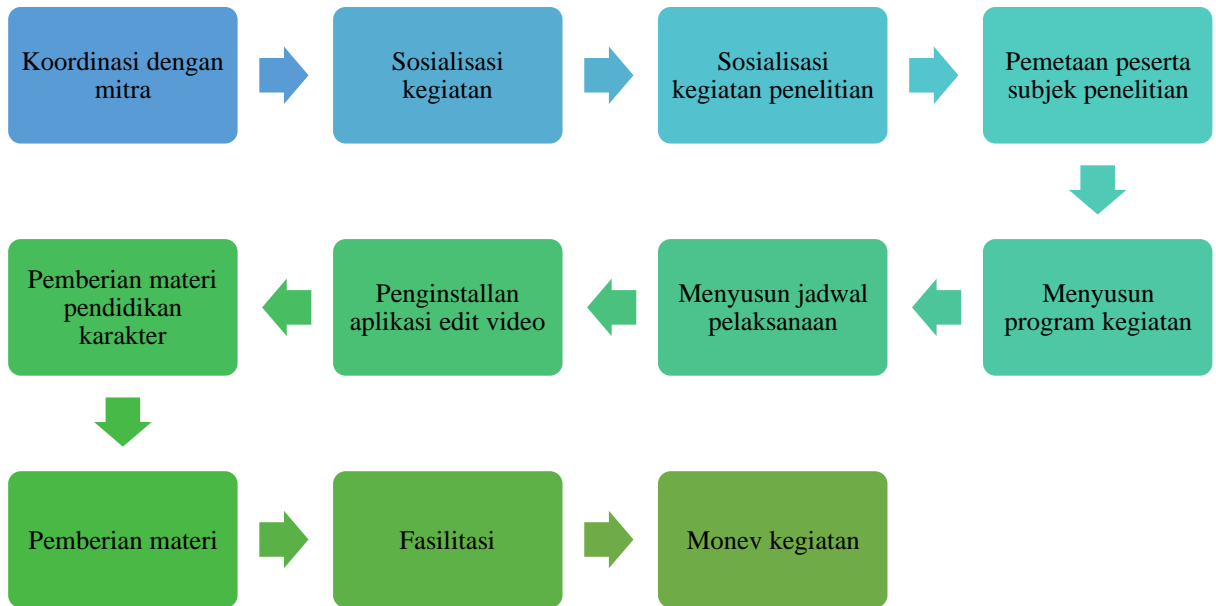 Koordinasi dengan
mitra
Sosialisasi
kegiatan
Sosialisasi
kegiatan penelitian
Pemetaan peserta
subjek penelitian
Menyusun
program kegiatan
Menyusun jadwal
pelaksanaan
Penginstallan
aplikasi edit video
Pemberian materi
pendidikan
karakter
Pemberian materi
Fasilitasi
Monev kegiatan